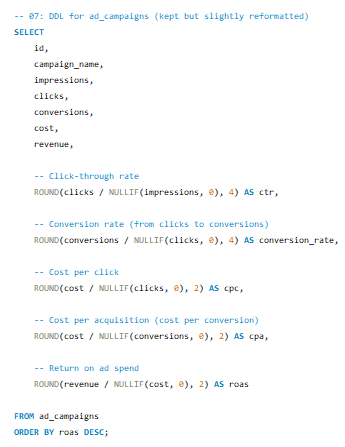 -- 07: DDL for ad_campaigns (kept but slightly reformatted)
SELECT
    id,
    campaign_name,
    impressions,
    clicks,
    conversions,
    cost,
    revenue,
    -- Click-through rate
    ROUND(clicks / NULLIF(impressions, 0), 4) AS ctr,
    -- Conversion rate (from clicks to conversions)
    ROUND(conversions / NULLIF(clicks, 0), 4) AS conversion_rate,
    -- Cost per click
    ROUND(cost / NULLIF(clicks, 0), 2) AS cpc,
    -- Cost per acquisition (cost per conversion)
    ROUND(cost / NULLIF(conversions, 0), 2) AS cpa,
    -- Return on ad spend
    ROUND(revenue / NULLIF(cost, 0), 2) AS roas
FROM ad_campaigns
ORDER BY roas DESC;